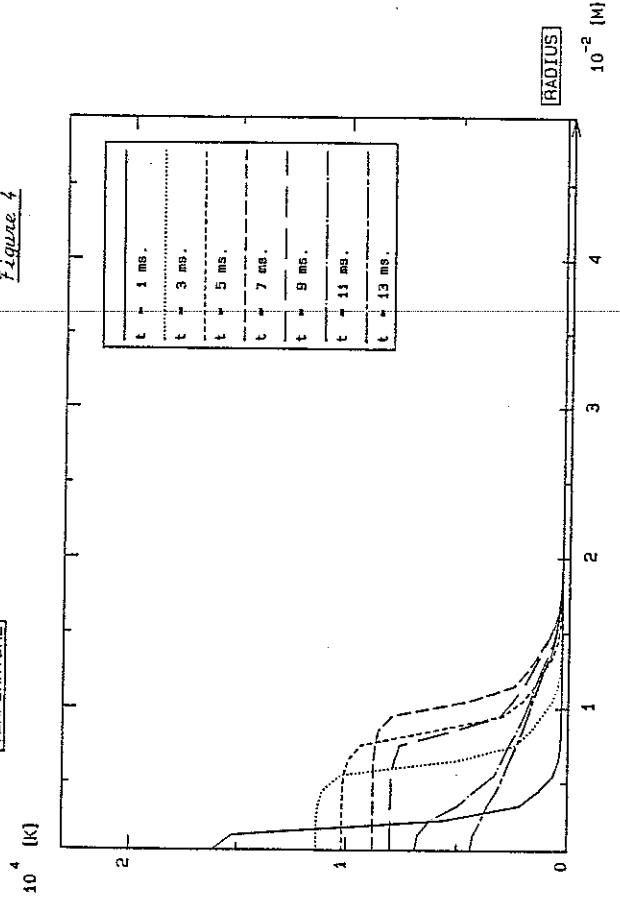 Figure 4
10⁴ [K]
2
1
0
t = 1 ms.
t = 3 ms.
t = 5 ms.
t = 7 ms.
t = 9 ms.
t = 11 ms.
t = 13 ms.
1
2
3
4
RADIUS
10⁻² [M]